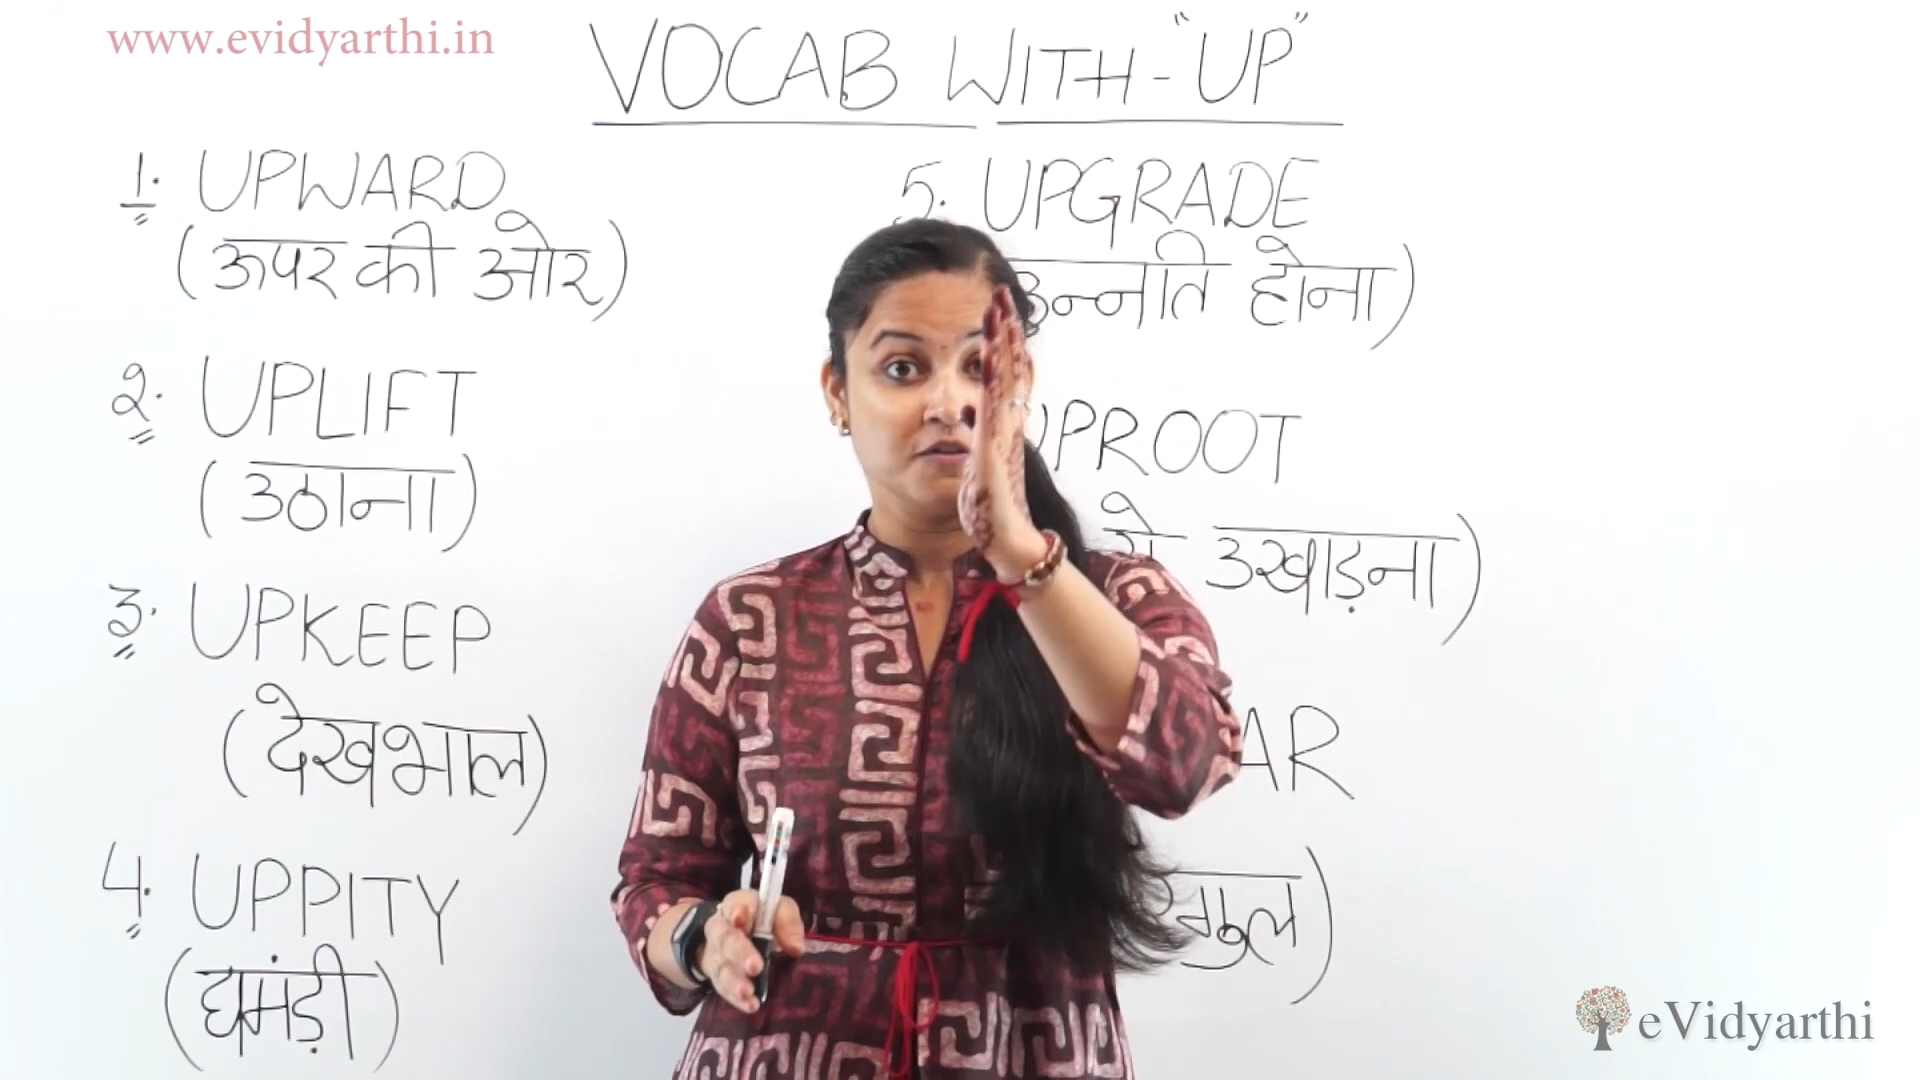 www.evidyarthi.in
VOCAB WITH - "UP"
1. UPWARD
(ऊपर की ओर)
2. UPLIFT
(उठाना)
3. UPKEEP
(देखभाल)
4. UPPITY
(घमंड़ी)
5. UPGRADE
उन्नति होना)
UPROOT
से उखाड़ना)
AR
eVidyarthi